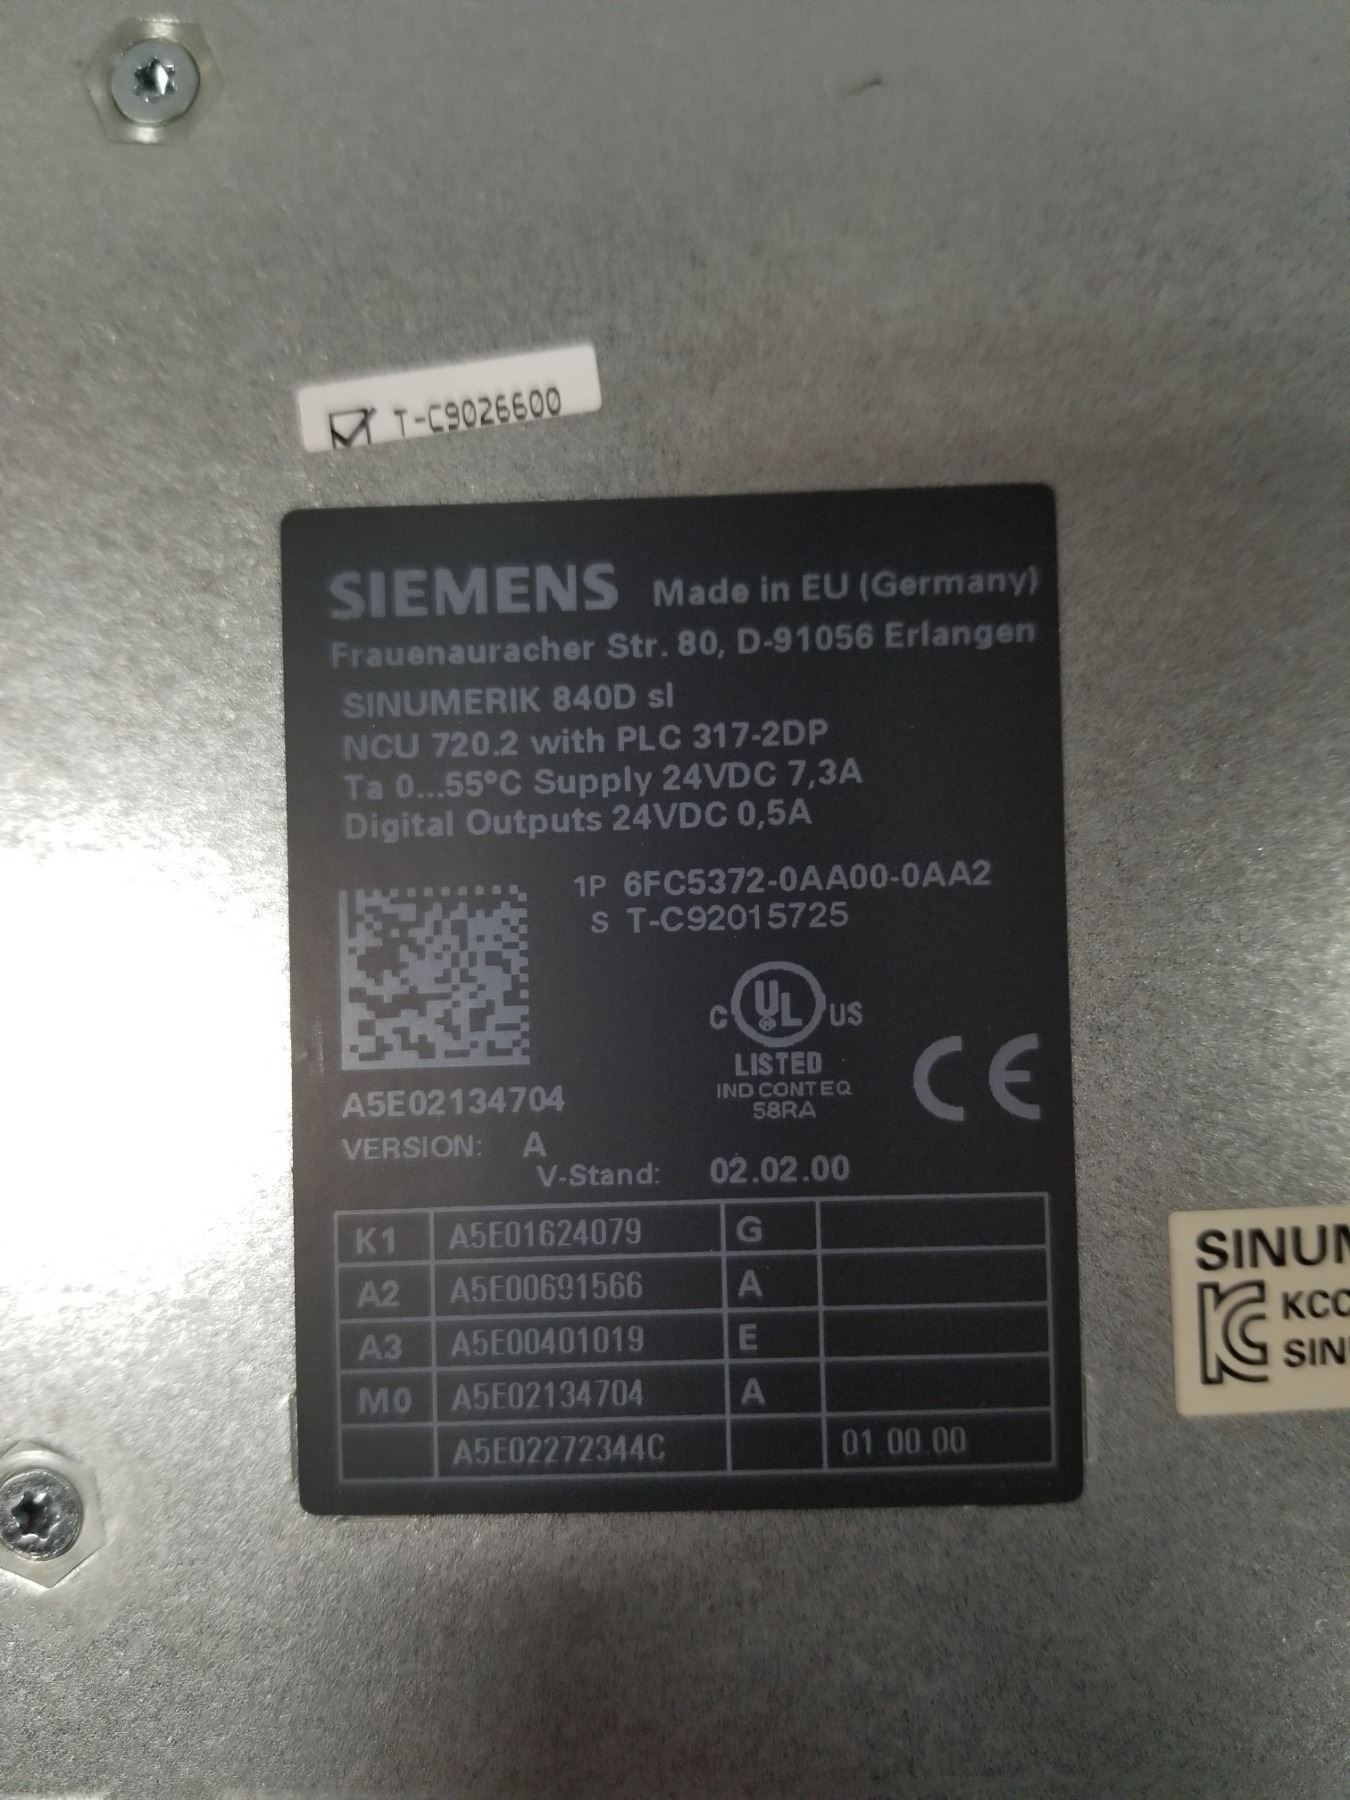 T-C9026600
SIEMENS Made in EU (Germany)
Frauenauracher Str. 80, D-91056 Erlangen
SINUMERIK 840D sl
NCU 720.2 with PLC 317-2DP
Ta 0...55°C Supply 24VDC 7,3A
Digital Outputs 24VDC 0,5A
1P 6FC5372-0AA00-0AA2
S T-C92015725
C UL US
LISTED
IND CONT EQ
58RA
CE
A5E02134704
VERSION: A
V-Stand: 02.02.00
K1 A5E01624079 G
A2 A5E00691566 A
A3 A5E00401019 E
M0 A5E02134704 A
A5E02272344C 01 00 00
SINUM
KCC
SIN